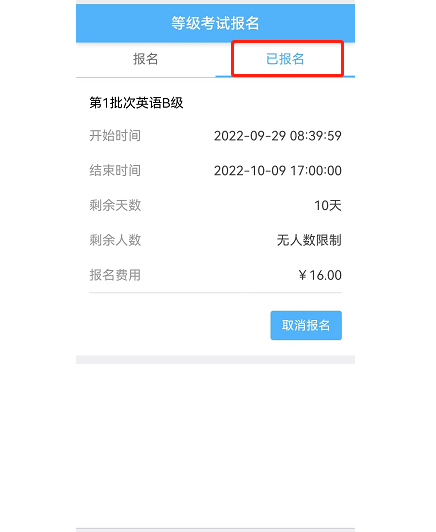 等级考试报名
报名 已报名
第1批次英语B级
开始时间 2022-09-29 08:39:59
结束时间 2022-10-09 17:00:00
剩余天数 10天
剩余人数 无人数限制
报名费用 ￥16.00
取消报名